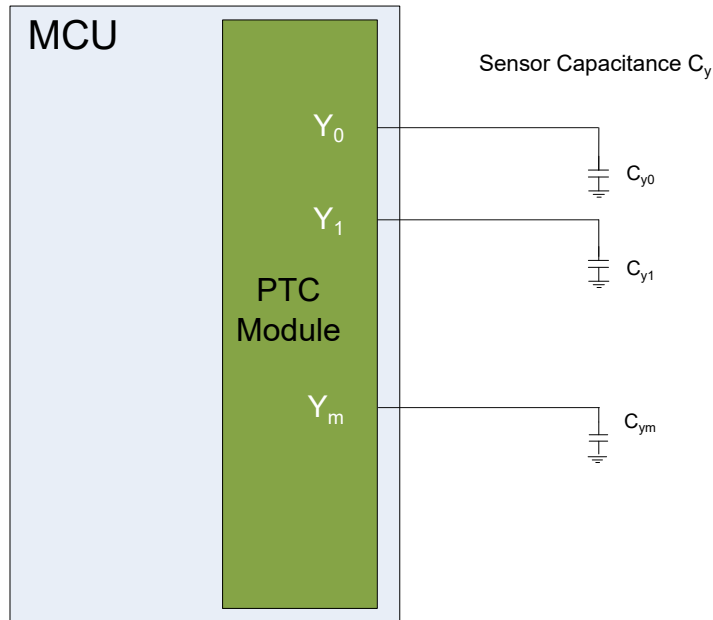 MCU
Sensor Capacitance Cy
Y0
Cy0
Y1
Cy1
PTC
Module
Ym
Cym